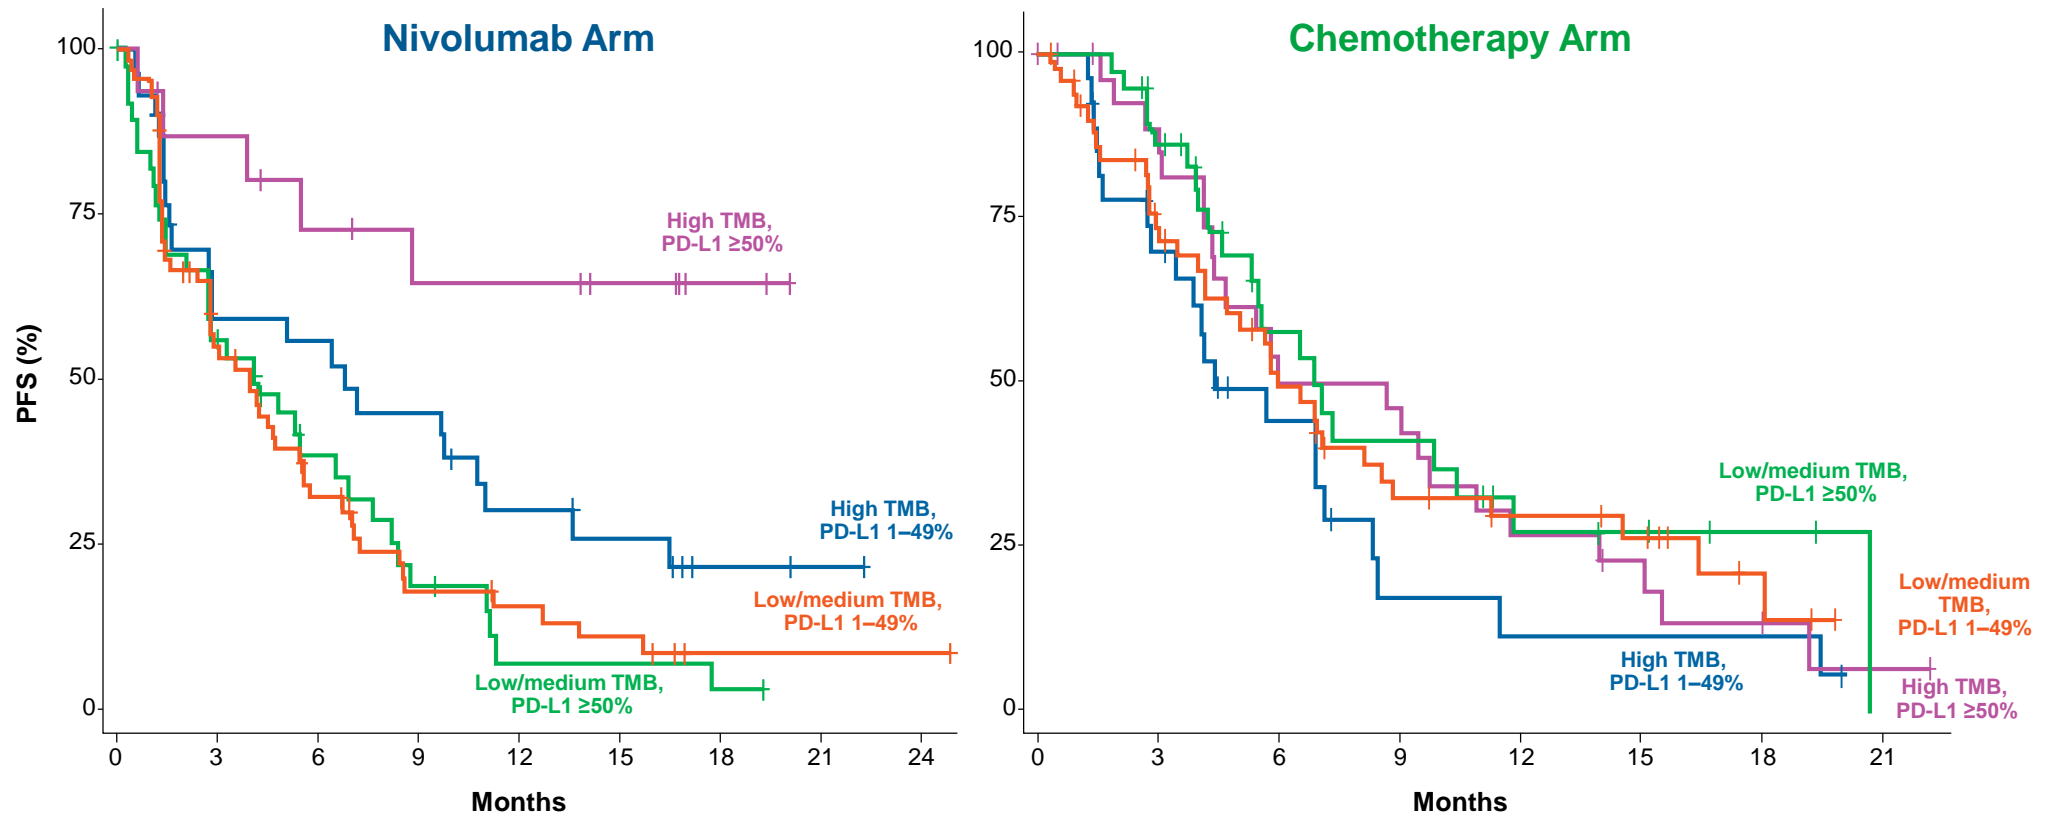 Nivolumab Arm
PFS (%)
100
75
50
25
0
High TMB,
PD-L1 ≥50%
High TMB,
PD-L1 1–49%
Low/medium TMB,
PD-L1 1–49%
Low/medium TMB,
PD-L1 ≥50%
0 3 6 9 12 15 18 21 24
Months
Chemotherapy Arm
100
75
50
25
0
Low/medium TMB,
PD-L1 ≥50%
Low/medium
TMB,
PD-L1 1–49%
High TMB,
PD-L1 1–49%
High TMB,
PD-L1 ≥50%
0 3 6 9 12 15 18 21
Months